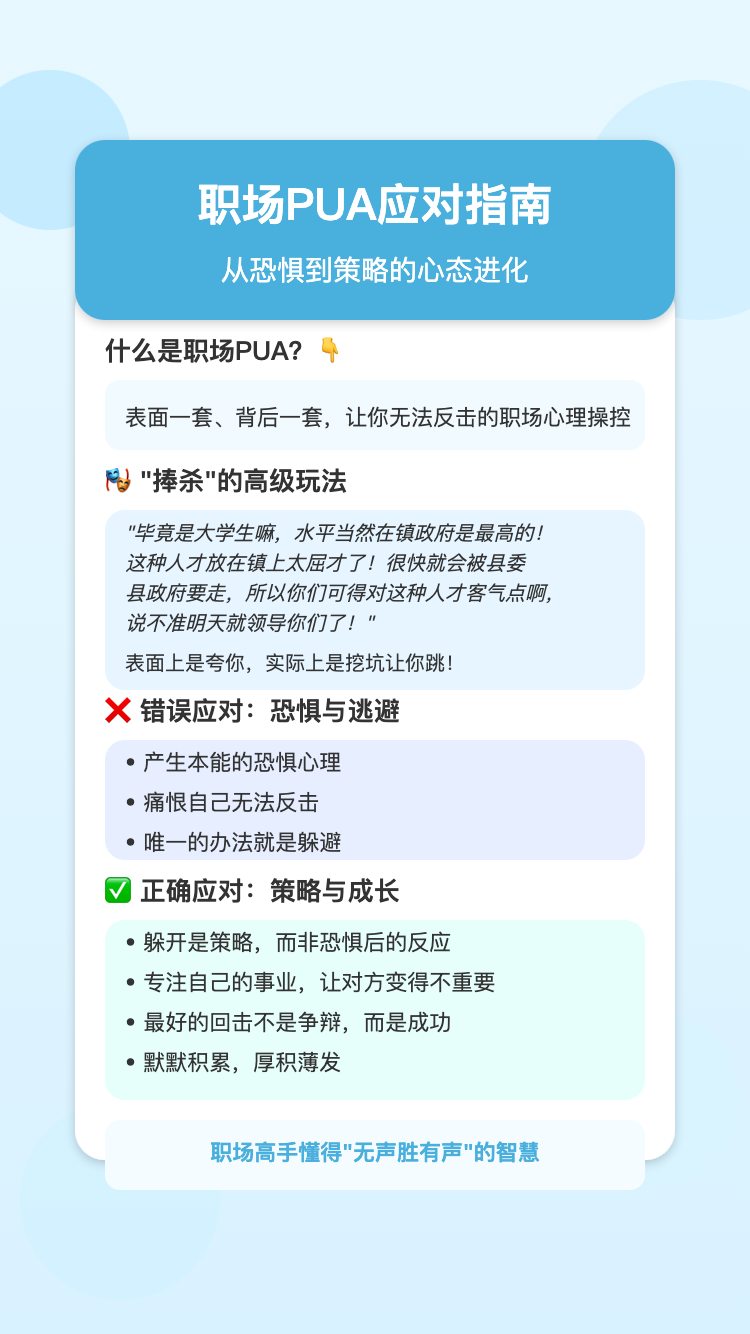 职场PUA应对指南
从恐惧到策略的心态进化
什么是职场PUA？👇
表面一套、背后一套，让你无法反击的职场心理操控
🎭 "捧杀"的高级玩法
"毕竟是大学生嘛，水平当然在镇政府是最高的！
这种人才放在镇上太屈才了！很快就会被县委
县政府要走，所以你们可得对这种人才客气点啊，
说不准明天就领导你们了！"
表面上是夸你，实际上是挖坑让你跳！
❌ 错误应对：恐惧与逃避
• 产生本能的恐惧心理
• 痛恨自己无法反击
• 唯一的办法就是躲避
✅ 正确应对：策略与成长
• 躲开是策略，而非恐惧后的反应
• 专注自己的事业，让对方变得不重要
• 最好的回击不是争辩，而是成功
• 默默积累，厚积薄发
职场高手懂得"无声胜有声"的智慧